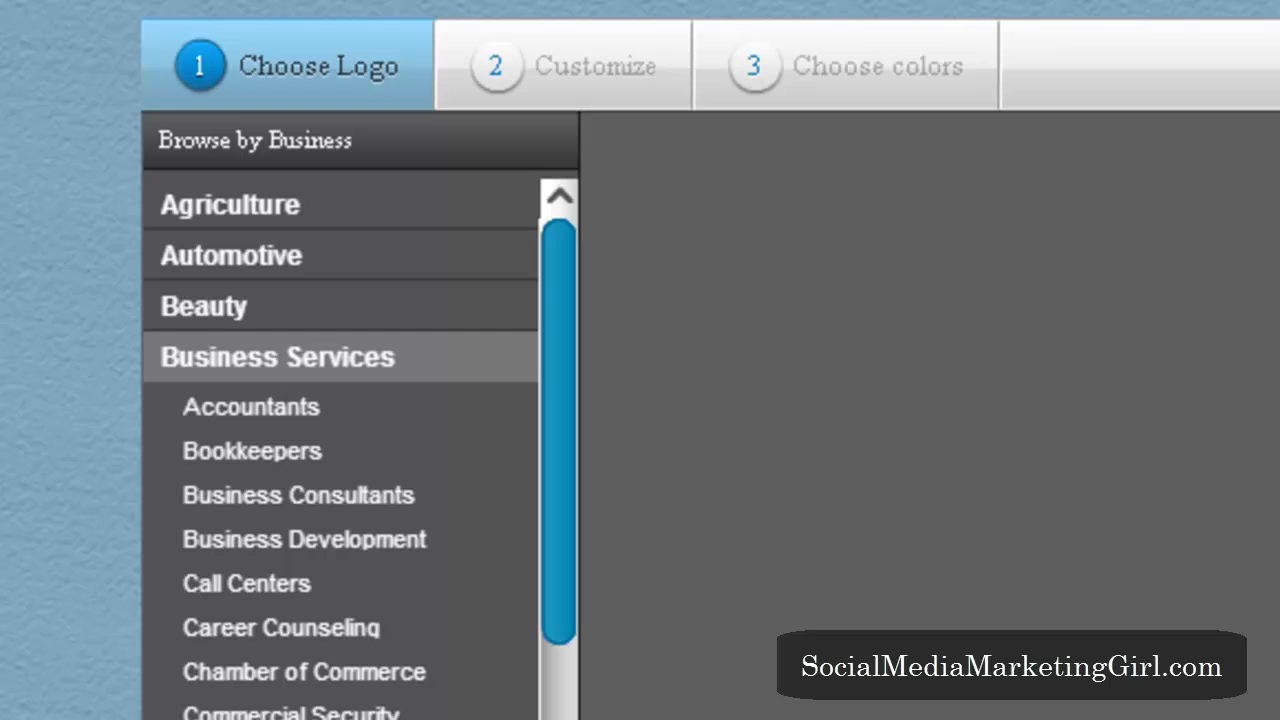 1 Choose Logo 2 Customize 3 Choose colors
Browse by Business
Agriculture
Automotive
Beauty
Business Services
Accountants
Bookkeepers
Business Consultants
Business Development
Call Centers
Career Counseling
Chamber of Commerce
Commercial Security
SocialMediaMarketingGirl.com